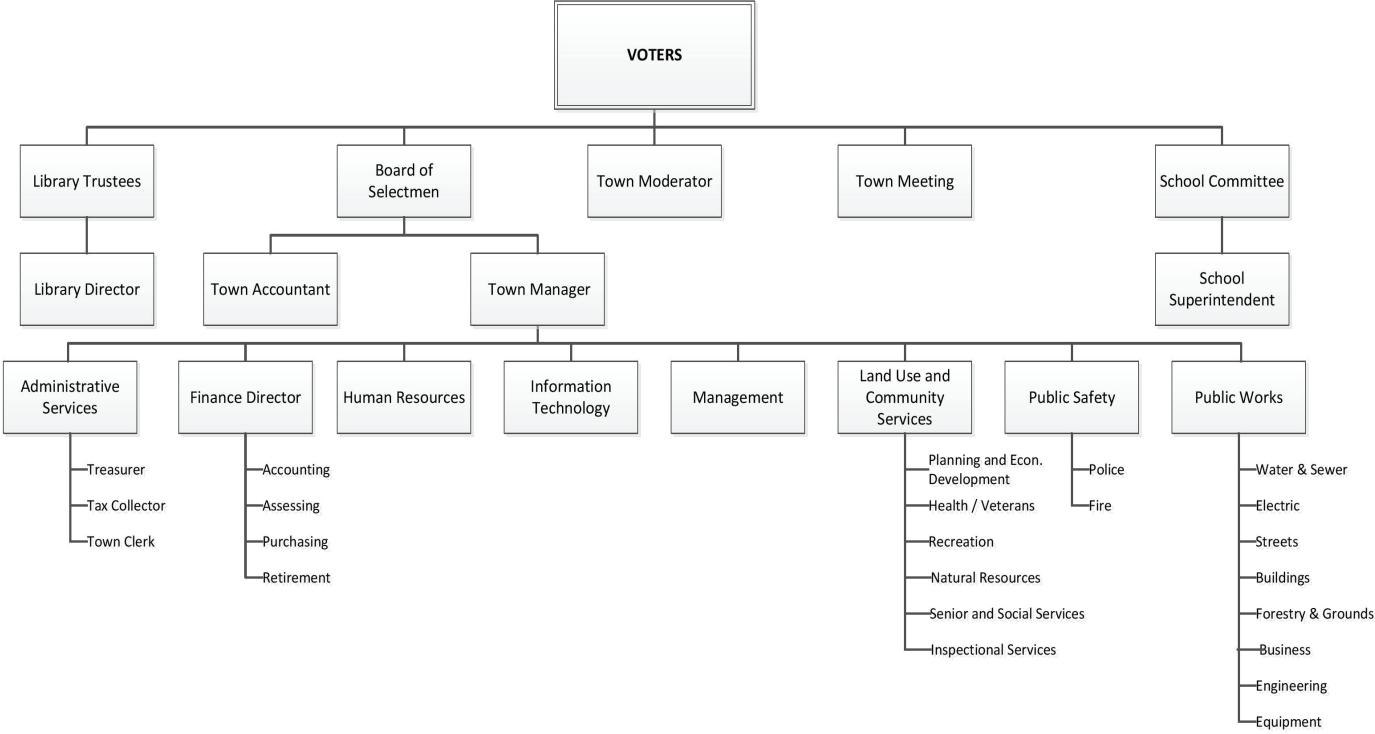 VOTERS
Library Trustees
Board of
Selectmen
Town Moderator
Town Meeting
School Committee
Library Director
Town Accountant
Town Manager
School
Superintendent
Administrative
Services
Finance Director
Human Resources
Information
Technology
Management
Land Use and
Community
Services
Public Safety
Public Works
Treasurer
Tax Collector
Town Clerk
Accounting
Assessing
Purchasing
Retirement
Planning and Econ.
Development
Health / Veterans
Recreation
Natural Resources
Senior and Social Services
Inspectional Services
Police
Fire
Water & Sewer
Electric
Streets
Buildings
Forestry & Grounds
Business
Engineering
Equipment